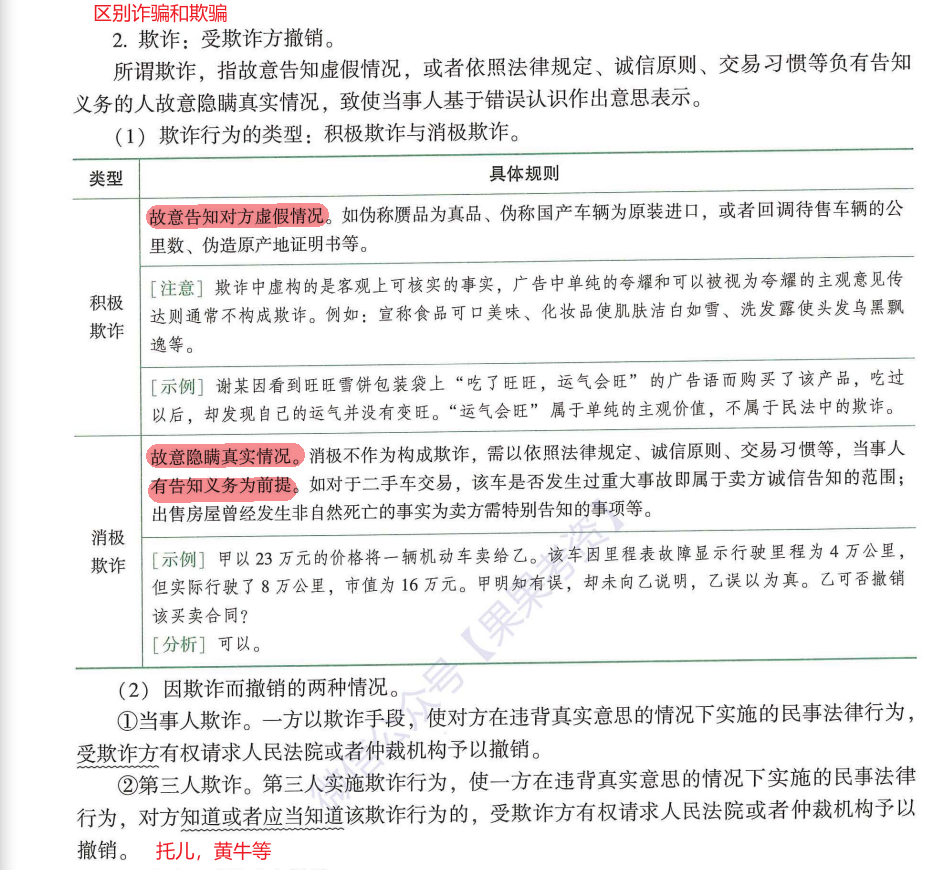 区别诈骗和欺骗
2. 欺诈：受欺诈方撤销。
所谓欺诈，指故意告知虚假情况，或者依照法律规定、诚信原则、交易习惯等负有告知
义务的人故意隐瞒真实情况，致使当事人基于错误认识作出意思表示。
（1）欺诈行为的类型：积极欺诈与消极欺诈。
类型 具体规则
积极
欺诈
故意告知对方虚假情况。如伪称赝品为真品、伪称国产车辆为原装进口，或者回调待售车辆的公
里数、伪造原产地证明书等。
［注意］欺诈中虚构的是客观上可核实的事实，广告中单纯的夸耀和可以被视为夸耀的主观意见传
达则通常不构成欺诈。例如：宣称食品可口美味、化妆品使肌肤洁白如雪、洗发露使头发乌黑飘
逸等。
［示例］谢某因看到旺旺雪饼包装袋上“吃了旺旺，运气会旺”的广告语而购买了该产品，吃过
以后，却发现自己的运气并没有变旺。“运气会旺”属于单纯的主观价值，不属于民法中的欺诈。
消极
欺诈
故意隐瞒真实情况。消极不作为构成欺诈，需以依照法律规定、诚信原则、交易习惯等，当事人
有告知义务为前提。如对于二手车交易，该车是否发生过重大事故即属于卖方诚信告知的范围；
出售房屋曾经发生非自然死亡的事实为卖方需特别告知的事项等。
［示例］甲以 23 万元的价格将一辆机动车卖给乙。该车因里程表故障显示行驶里程为 4 万公里，
但实际行驶了 8 万公里，市值为 16 万元。甲明知有误，却未向乙说明，乙误以为真。乙可否撤销
该买卖合同？
［分析］可以。
（2）因欺诈而撤销的两种情况。
①当事人欺诈。一方以欺诈手段，使对方在违背真实意思的情况下实施的民事法律行为，
受欺诈方有权请求人民法院或者仲裁机构予以撤销。
②第三人欺诈。第三人实施欺诈行为，使一方在违背真实意思的情况下实施的民事法律
行为，对方知道或者应当知道该欺诈行为的，受欺诈方有权请求人民法院或者仲裁机构予以
撤销。 托儿，黄牛等
微信公众号【果果考资】